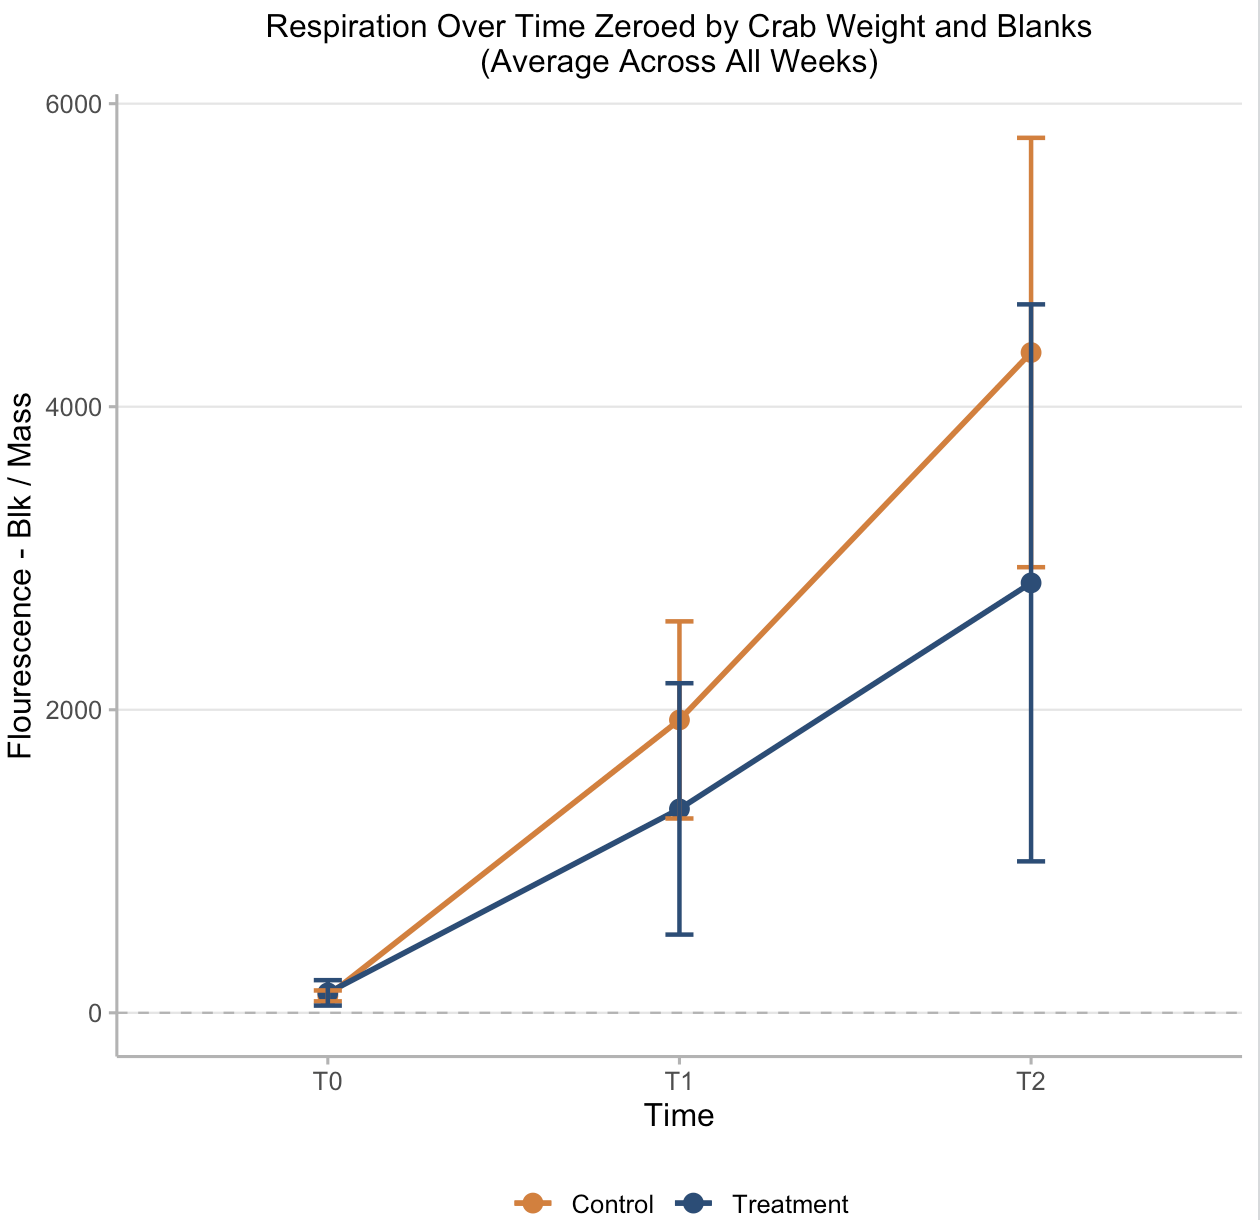 Respiration Over Time Zeroed by Crab Weight and Blanks
(Average Across All Weeks)
6000
4000
2000
0
Flourescence - Blk / Mass
T0
T1
T2
Time
Control
Treatment